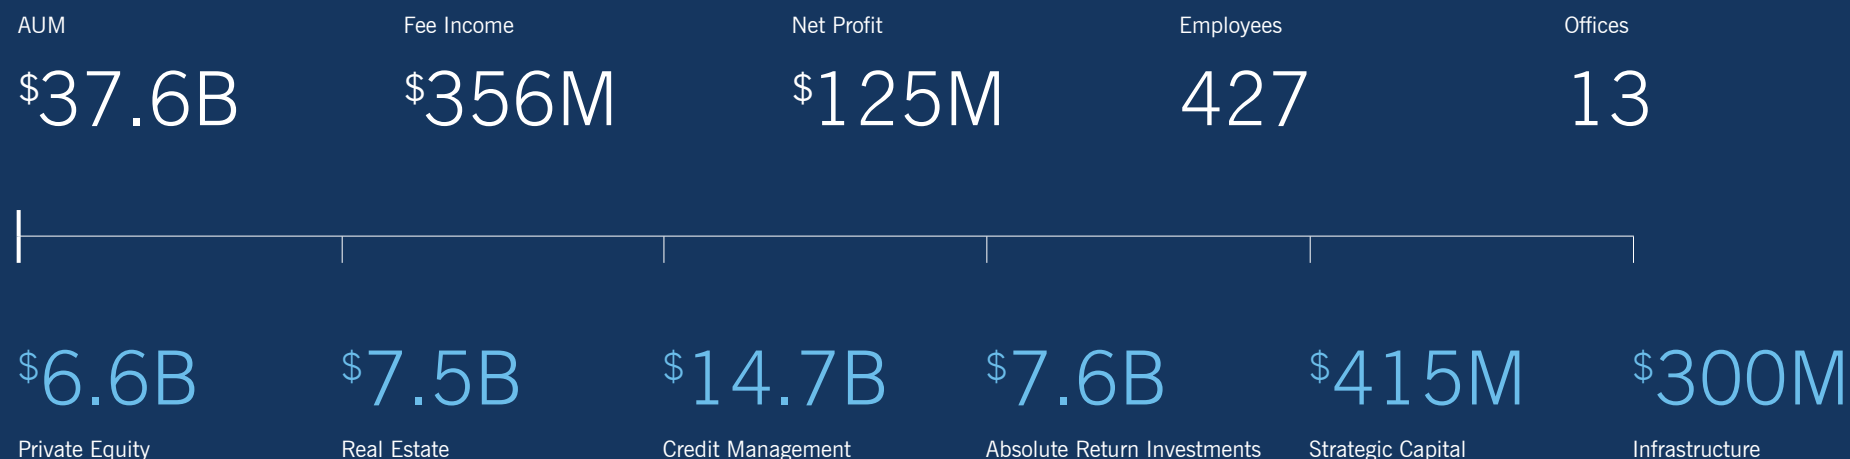 AUM Fee Income Net Profit Employees Offices
$37.6B $356M $125M 427 13
$6.6B $7.5B $14.7B $7.6B $415M $300M
Private Equity Real Estate Credit Management Absolute Return Investments Strategic Capital Infrastructure